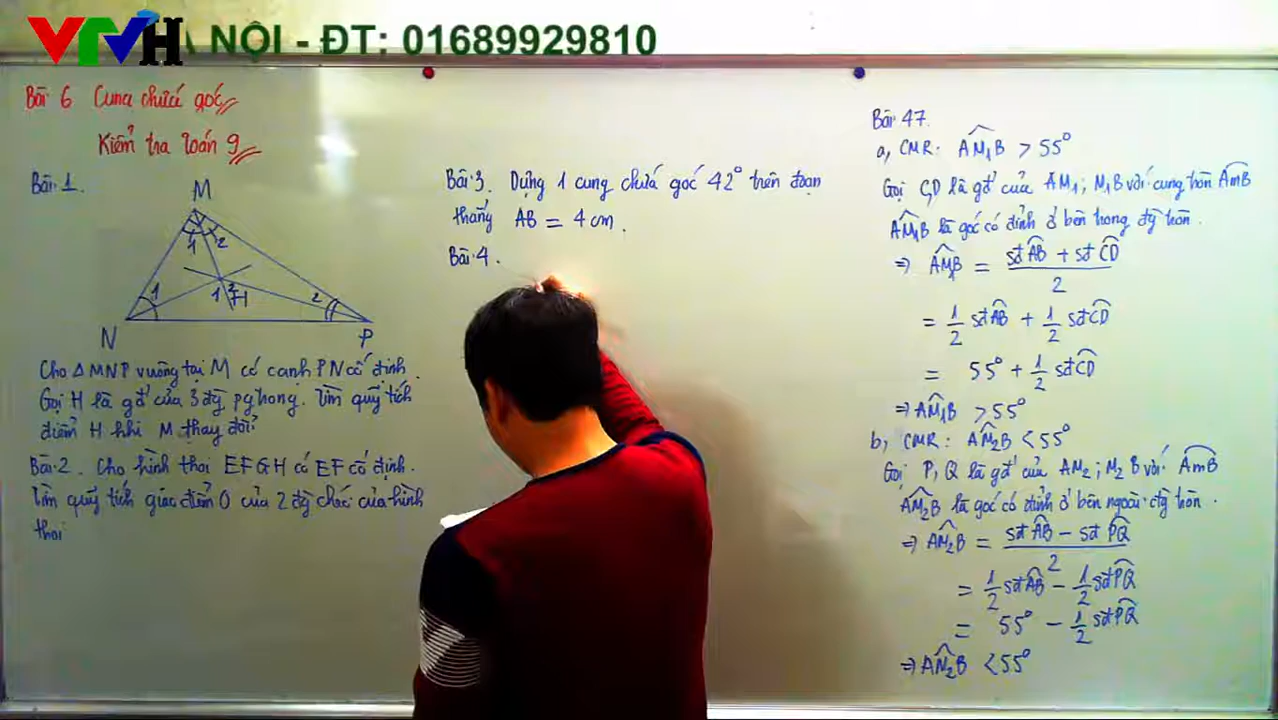 VTVH
NỘI - ĐT: 01689929810
Bài 6 Cung chứa góc
Kiểm tra Toán 9
Bài 1.
M
1 2
1 1 2 H 2
N P
Cho △MNP vuông tại M có cạnh PN cố định.
Gọi H là gđ của 3 đg pg trong. Tìm quỹ tích
điểm H khi M thay đổi?
Bài 2. Cho hình thoi EFGH có EF cố định.
Tìm quỹ tích giao điểm O của 2 đg chéo của hình
thoi
Bài 3. Dựng 1 cung chứa góc 42° trên đoạn
thẳng AB = 4 cm.
Bài 4.
Bài 47.
a, CMR: AM₁B > 55°
Gọi C,D là gđ của AM₁; M₁B với cung tròn AmB
AM₁B là góc có đỉnh ở bên trong đg tròn.
⇒ AM₁B = (sđ AB + sđ CD)/2
= 1/2 sđ AB + 1/2 sđ CD
= 55° + 1/2 sđ CD
⇒ AM₁B > 55°
b, CMR: AM₂B < 55°
Gọi P, Q là gđ của AM₂; M₂B với AmB
AM₂B là góc có đỉnh ở bên ngoài đg tròn.
⇒ AM₂B = (sđ AB − sđ PQ)/2
= 1/2 sđ AB − 1/2 sđ PQ
= 55° − 1/2 sđ PQ
⇒ AM₂B < 55°